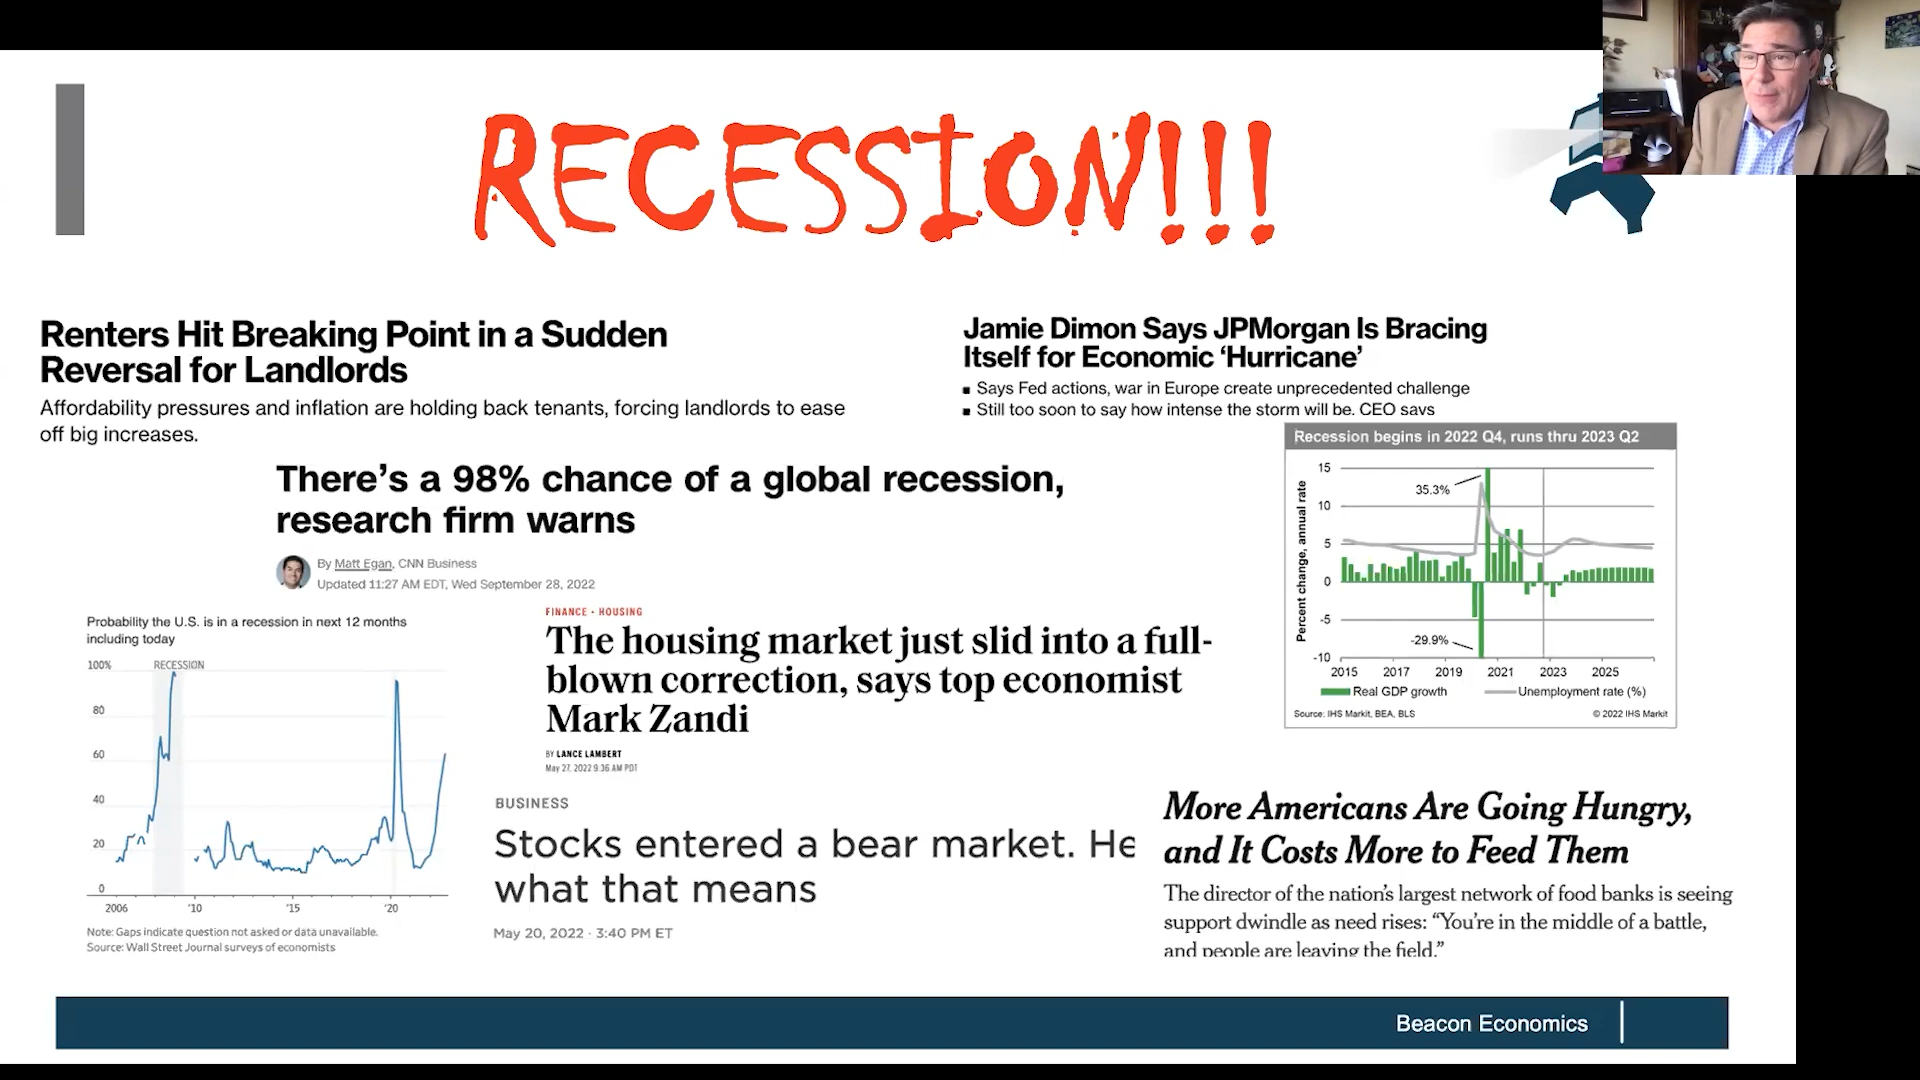 RECESSION!!!
Renters Hit Breaking Point in a Sudden
Reversal for Landlords
Affordability pressures and inflation are holding back tenants, forcing landlords to ease
off big increases.
Jamie Dimon Says JPMorgan Is Bracing
Itself for Economic ‘Hurricane’
▪ Says Fed actions, war in Europe create unprecedented challenge
▪ Still too soon to say how intense the storm will be, CEO says
There’s a 98% chance of a global recession,
research firm warns
By Matt Egan, CNN Business
Updated 11:27 AM EDT, Wed September 28, 2022
Recession begins in 2022 Q4, runs thru 2023 Q2
Percent change, annual rate
15
10
5
0
-5
-10
35.3%
-29.9%
2015 2017 2019 2021 2023 2025
Real GDP growth Unemployment rate (%)
Source: IHS Markit, BEA, BLS © 2022 IHS Markit
Probability the U.S. is in a recession in next 12 months
including today
100% RECESSION
80
60
40
20
0
2006 '10 '15 '20
Note: Gaps indicate question not asked or data unavailable.
Source: Wall Street Journal surveys of economists
FINANCE · HOUSING
The housing market just slid into a full-
blown correction, says top economist
Mark Zandi
BY LANCE LAMBERT
May 27, 2022 9:36 AM PDT
BUSINESS
Stocks entered a bear market. He
what that means
May 20, 2022 · 3:40 PM ET
More Americans Are Going Hungry,
and It Costs More to Feed Them
The director of the nation’s largest network of food banks is seeing
support dwindle as need rises: “You’re in the middle of a battle,
and people are leaving the field.”
Beacon Economics